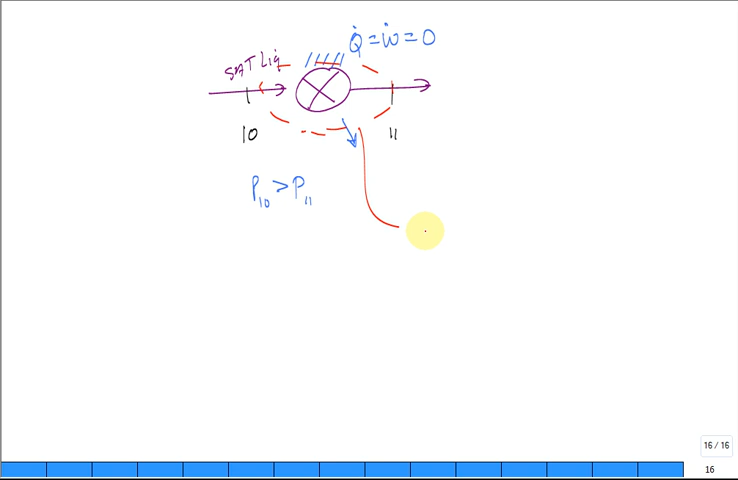 Q̇ = ẇ = 0
SAT Liq
10
11
P₁₀ > P₁₁
16 / 16
16